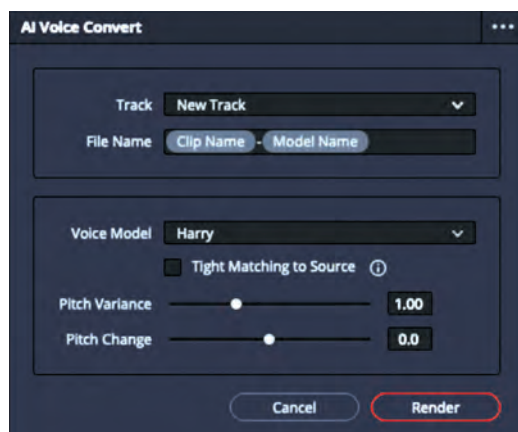 AI Voice Convert
Track New Track
File Name Clip Name - Model Name
Voice Model Harry
Tight Matching to Source
Pitch Variance 1.00
Pitch Change 0.0
Cancel Render